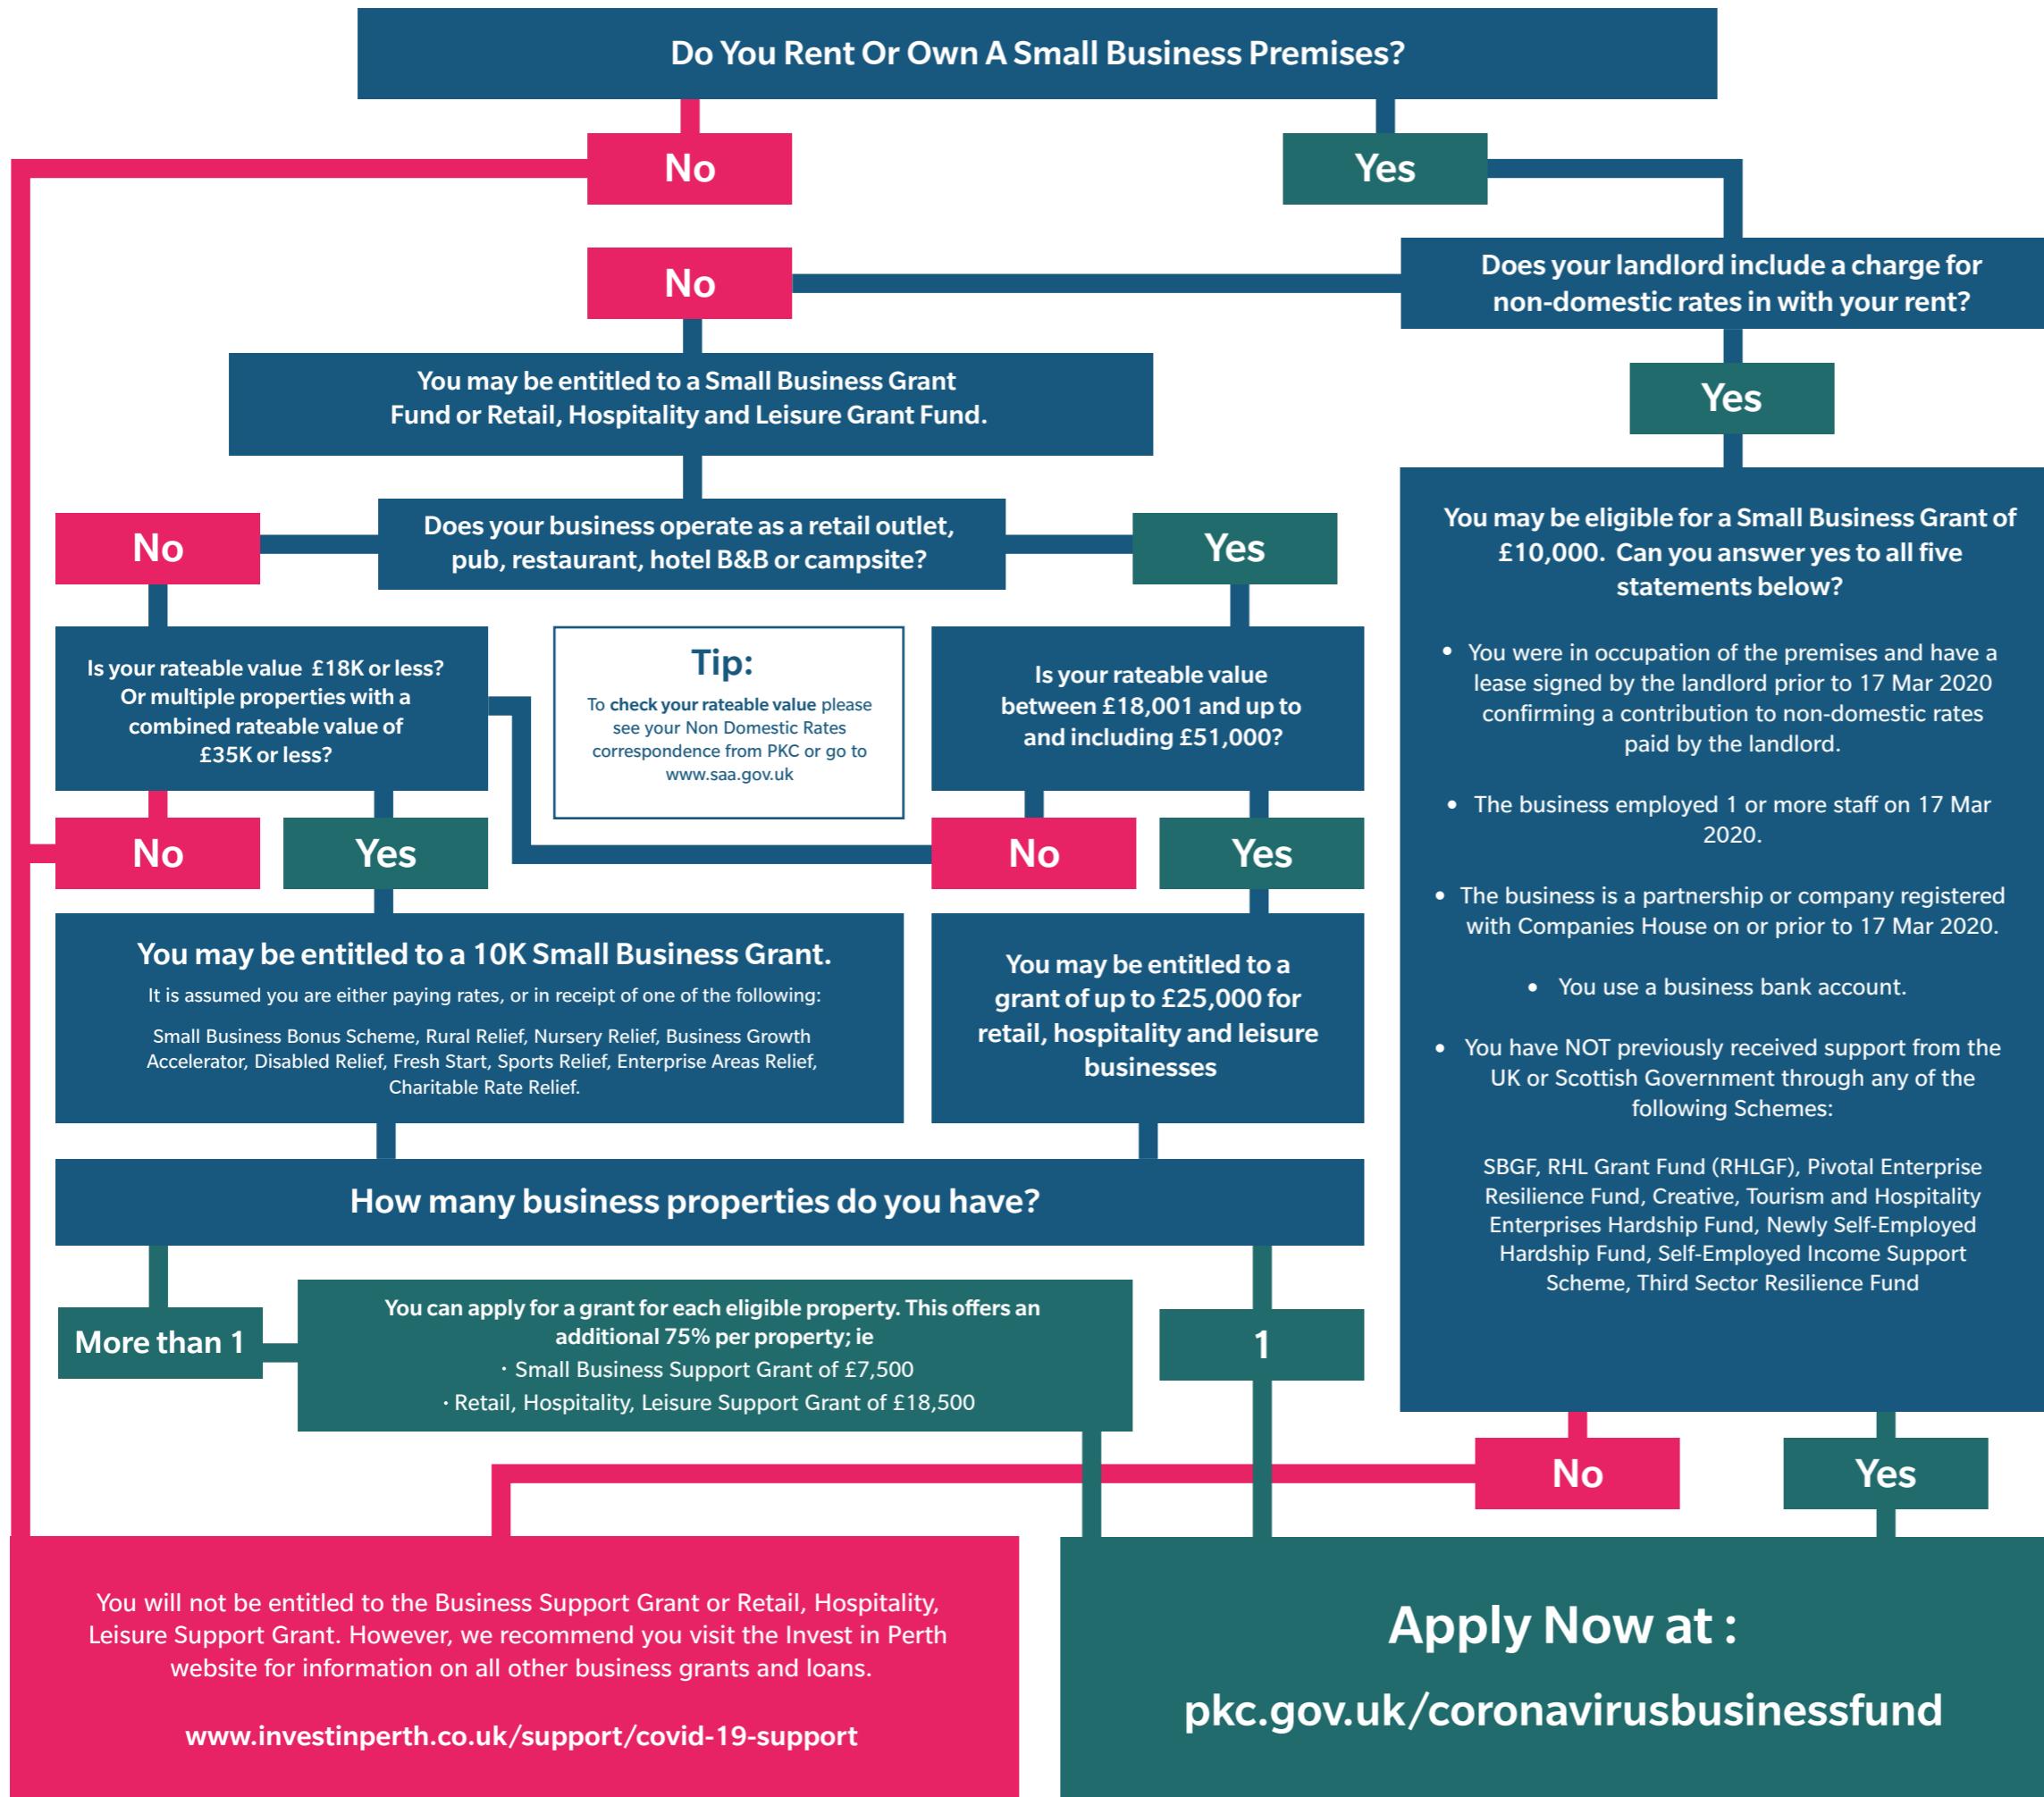 Do You Rent Or Own A Small Business Premises?
No
Yes
No
Does your landlord include a charge for
non-domestic rates in with your rent?
Yes
You may be entitled to a Small Business Grant
Fund or Retail, Hospitality and Leisure Grant Fund.
No
Does your business operate as a retail outlet,
pub, restaurant, hotel B&B or campsite?
Yes
Is your rateable value £18K or less?
Or multiple properties with a
combined rateable value of
£35K or less?
Tip:
To check your rateable value please
see your Non Domestic Rates
correspondence from PKC or go to
www.saa.gov.uk
Is your rateable value
between £18,001 and up to
and including £51,000?
No
Yes
No
Yes
You may be entitled to a 10K Small Business Grant.
It is assumed you are either paying rates, or in receipt of one of the following:
Small Business Bonus Scheme, Rural Relief, Nursery Relief, Business Growth
Accelerator, Disabled Relief, Fresh Start, Sports Relief, Enterprise Areas Relief,
Charitable Rate Relief.
You may be entitled to a
grant of up to £25,000 for
retail, hospitality and leisure
businesses
How many business properties do you have?
More than 1
You can apply for a grant for each eligible property. This offers an
additional 75% per property; ie
· Small Business Support Grant of £7,500
· Retail, Hospitality, Leisure Support Grant of £18,500
1
You may be eligible for a Small Business Grant of
£10,000. Can you answer yes to all five
statements below?
• You were in occupation of the premises and have a
lease signed by the landlord prior to 17 Mar 2020
confirming a contribution to non-domestic rates
paid by the landlord.
• The business employed 1 or more staff on 17 Mar
2020.
• The business is a partnership or company registered
with Companies House on or prior to 17 Mar 2020.
• You use a business bank account.
• You have NOT previously received support from the
UK or Scottish Government through any of the
following Schemes:
SBGF, RHL Grant Fund (RHLGF), Pivotal Enterprise
Resilience Fund, Creative, Tourism and Hospitality
Enterprises Hardship Fund, Newly Self-Employed
Hardship Fund, Self-Employed Income Support
Scheme, Third Sector Resilience Fund
No
Yes
You will not be entitled to the Business Support Grant or Retail, Hospitality,
Leisure Support Grant. However, we recommend you visit the Invest in Perth
website for information on all other business grants and loans.
www.investinperth.co.uk/support/covid-19-support
Apply Now at :
pkc.gov.uk/coronavirusbusinessfund